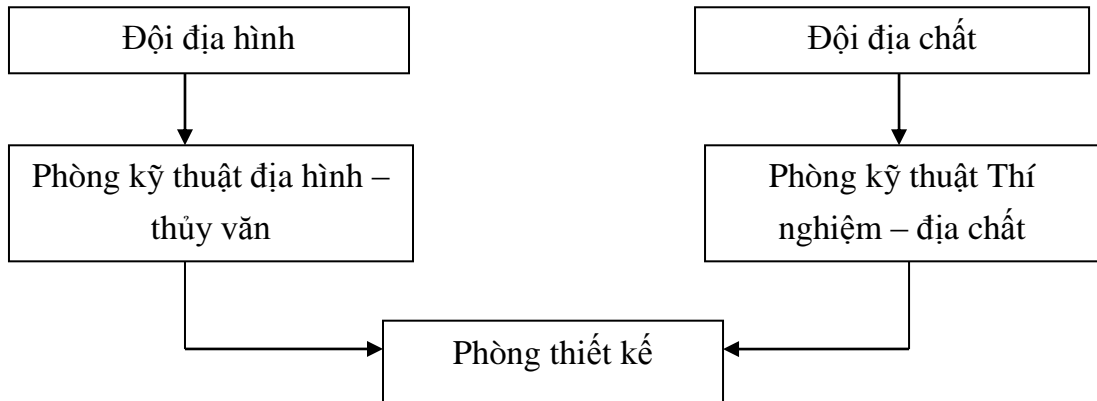 Đội địa hình
Đội địa chất
Phòng kỹ thuật địa hình –
thủy văn
Phòng kỹ thuật Thí
nghiệm – địa chất
Phòng thiết kế